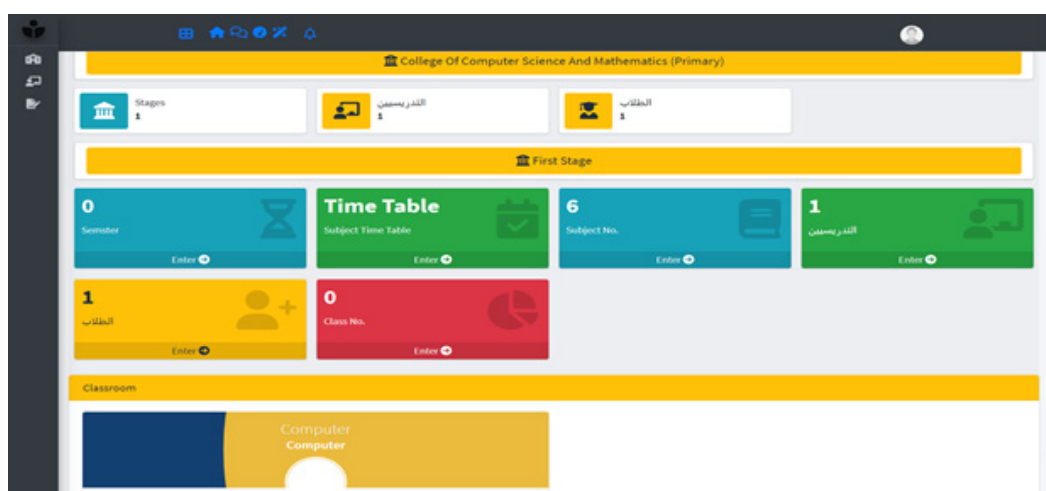 College Of Computer Science And Mathematics (Primary)
Stages
1
التدريسيين
1
الطلاب
1
First Stage
0
Semster
Enter
Time Table
Subject Time Table
Enter
6
Subject No.
Enter
1
التدريسيين
Enter
1
الطلاب
Enter
0
Class No.
Enter
Classroom
Computer
Computer